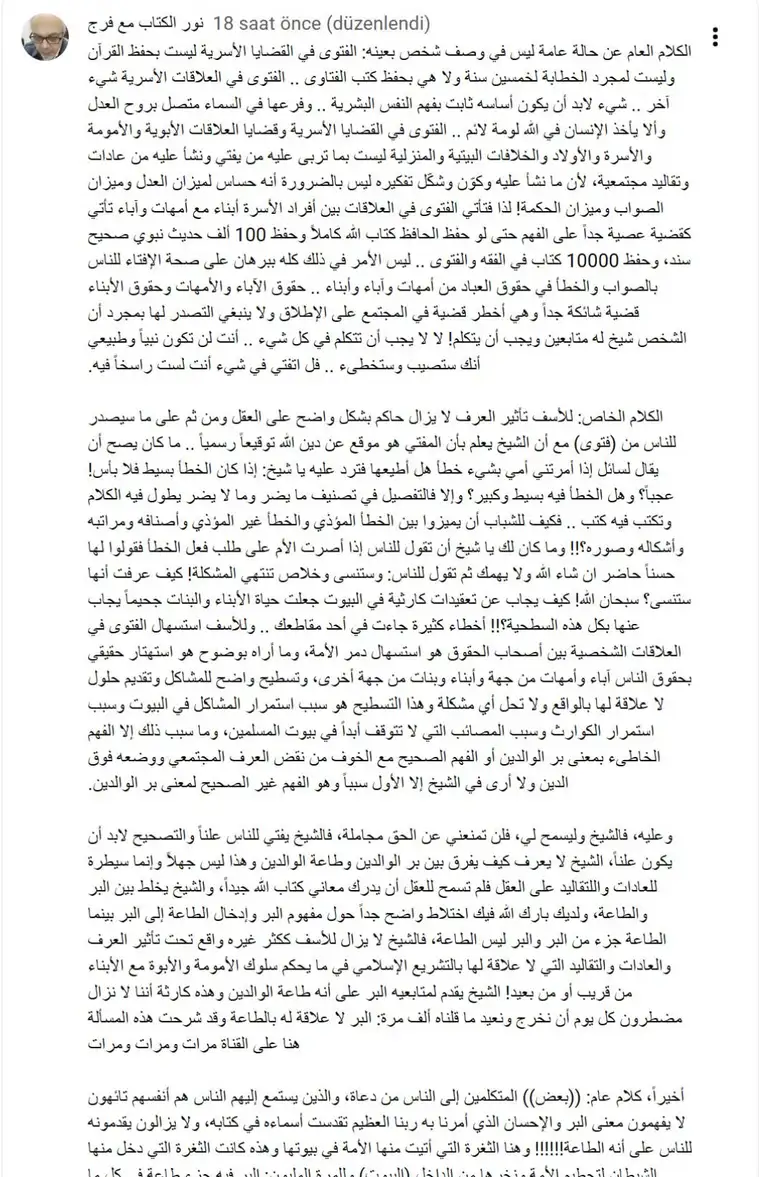 نور الكتاب مع فرج 18 saat önce (düzenlendi)
الكلام العام عن حالة عامة ليس في وصف شخص بعينه: الفتوى في القضايا الأسرية ليست بحفظ القرآن
وليست لمجرد الخطابة لخمسين سنة ولا هي بحفظ كتب الفتاوى .. الفتوى في العلاقات الأسرية شيء
آخر .. شيء لابد أن يكون أساسه ثابت بفهم النفس البشرية .. وفرعها في السماء متصل بروح العدل
وألا يأخذ الإنسان في الله لومة لائم .. الفتوى في القضايا الأسرية وقضايا العلاقات الأبوية والأمومة
والأسرة والأولاد والخلافات البيتية والمنزلية ليست بما تربى عليه من يفتي ونشأ عليه من عادات
وتقاليد مجتمعية، لأن ما نشأ عليه وكوّن وشكّل تفكيره ليس بالضرورة أنه حساس لميزان العدل وميزان
الصواب وميزان الحكمة! لذا فتأتي الفتوى في العلاقات بين أفراد الأسرة أبناء مع أمهات وآباء تأتي
كقضية عصية جداً على الفهم حتى لو حفظ الحافظ كتاب الله كاملاً وحفظ 100 ألف حديث نبوي صحيح
سند، وحفظ 10000 كتاب في الفقه والفتوى .. ليس الأمر في ذلك كله ببرهان على صحة الإفتاء للناس
بالصواب والخطأ في حقوق العباد من أمهات وآباء وأبناء .. حقوق الآباء والأمهات وحقوق الأبناء
قضية شائكة جداً وهي أخطر قضية في المجتمع على الإطلاق ولا ينبغي التصدر لها بمجرد أن
الشخص شيخ له متابعين ويجب أن يتكلم! لا لا يجب أن تتكلم في كل شيء .. أنت لن تكون نبياً وطبيعي
أنك ستصيب وستخطىء .. فل اتفتي في شيء أنت لست راسخاً فيه.
الكلام الخاص: للأسف تأثير العرف لا يزال حاكم بشكل واضح على العقل ومن ثم على ما سيصدر
للناس من (فتوى) مع أن الشيخ يعلم بأن المفتي هو موقع عن دين الله توقيعاً رسمياً .. ما كان يصح أن
يقال لسائل إذا أمرتني أمي بشيء خطأ هل أطيعها فترد عليه يا شيخ: إذا كان الخطأ بسيط فلا بأس!
عجباً؟ وهل الخطأ فيه بسيط وكبير؟ وإلا فالتفصيل في تصنيف ما يضر وما لا يضر يطول فيه الكلام
وتكتب فيه كتب .. فكيف للشباب أن يميزوا بين الخطأ المؤذي والخطأ غير المؤذي وأصنافه ومراتبه
وأشكاله وصوره؟!! وما كان لك يا شيخ أن تقول للناس إذا أصرت الأم على طلب فعل الخطأ فقولوا لها
حسناً حاضر ان شاء الله ولا يهمك ثم تقول للناس: وستنسى وخلاص تنتهي المشكلة! كيف عرفت أنها
ستنسى؟ سبحان الله! كيف يجاب عن تعقيدات كارثية في البيوت جعلت حياة الأبناء والبنات جحيماً يجاب
عنها بكل هذه السطحية؟!! أخطاء كثيرة جاءت في أحد مقاطعك .. وللأسف استسهال الفتوى في
العلاقات الشخصية بين أصحاب الحقوق هو استسهال دمر الأمة، وما أراه بوضوح هو استهتار حقيقي
بحقوق الناس آباء وأمهات من جهة وأبناء وبنات من جهة أخرى، وتسطيح واضح للمشاكل وتقديم حلول
لا علاقة لها بالواقع ولا تحل أي مشكلة وهذا التسطيح هو سبب استمرار المشاكل في البيوت وسبب
استمرار الكوارث وسبب المصائب التي لا تتوقف أبداً في بيوت المسلمين، وما سبب ذلك إلا الفهم
الخاطىء بمعنى بر الوالدين أو الفهم الصحيح مع الخوف من نقض العرف المجتمعي ووضعه فوق
الدين ولا أرى في الشيخ إلا الأول سبباً وهو الفهم غير الصحيح لمعنى بر الوالدين.
وعليه، فالشيخ وليسمح لي، فلن تمنعني عن الحق مجاملة، فالشيخ يفتي للناس علناً والتصحيح لابد أن
يكون علناً، الشيخ لا يعرف كيف يفرق بين بر الوالدين وطاعة الوالدين وهذا ليس جهلاً وإنما سيطرة
للعادات واللتقاليد على العقل فلم تسمح للعقل أن يدرك معاني كتاب الله جيداً، والشيخ يخلط بين البر
والطاعة، ولديك بارك الله فيك اختلاط واضح جداً حول مفهوم البر وإدخال الطاعة إلى البر بينما
الطاعة جزء من البر والبر ليس الطاعة، فالشيخ لا يزال للأسف ككثر غيره واقع تحت تأثير العرف
والعادات والتقاليد التي لا علاقة لها بالتشريع الإسلامي في ما يحكم سلوك الأمومة والأبوة مع الأبناء
من قريب أو من بعيد! الشيخ يقدم لمتابعيه البر على أنه طاعة الوالدين وهذه كارثة أننا لا نزال
مضطرون كل يوم أن نخرج ونعيد ما قلناه ألف مرة: البر لا علاقة له بالطاعة وقد شرحت هذه المسألة
هنا على القناة مرات ومرات ومرات
أخيراً، كلام عام: ((بعض)) المتكلمين إلى الناس من دعاة، والذين يستمع إليهم الناس هم أنفسهم تائهون
لا يفهمون معنى البر والإحسان الذي أمرنا به ربنا العظيم تقدست أسماءه في كتابه، ولا يزالون يقدمونه
للناس على أنه الطاعة!!!!!! وهنا الثغرة التي أتيت منها الأمة في بيوتها وهذه كانت الثغرة التي دخل منها